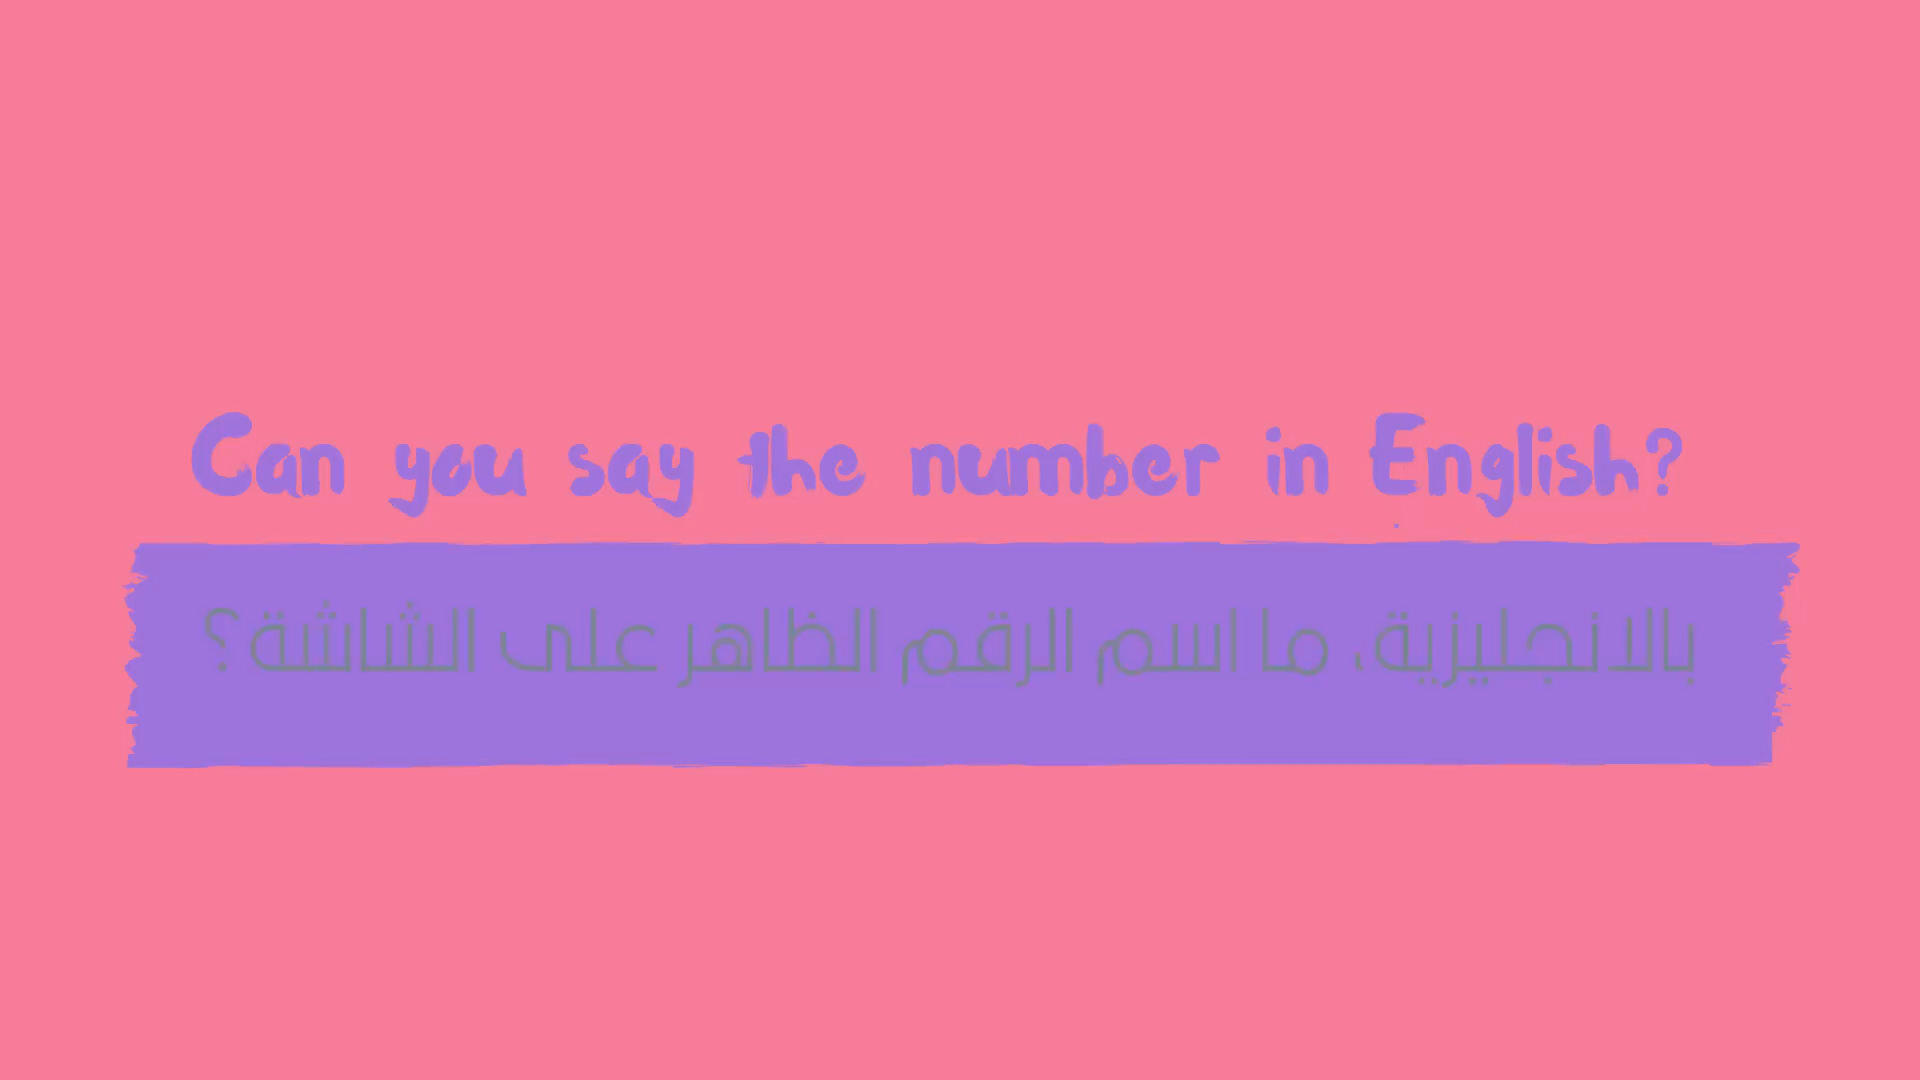 Can you say the number in English?
بالانجليزية، ما اسم الرقم الظاهر على الشاشة؟